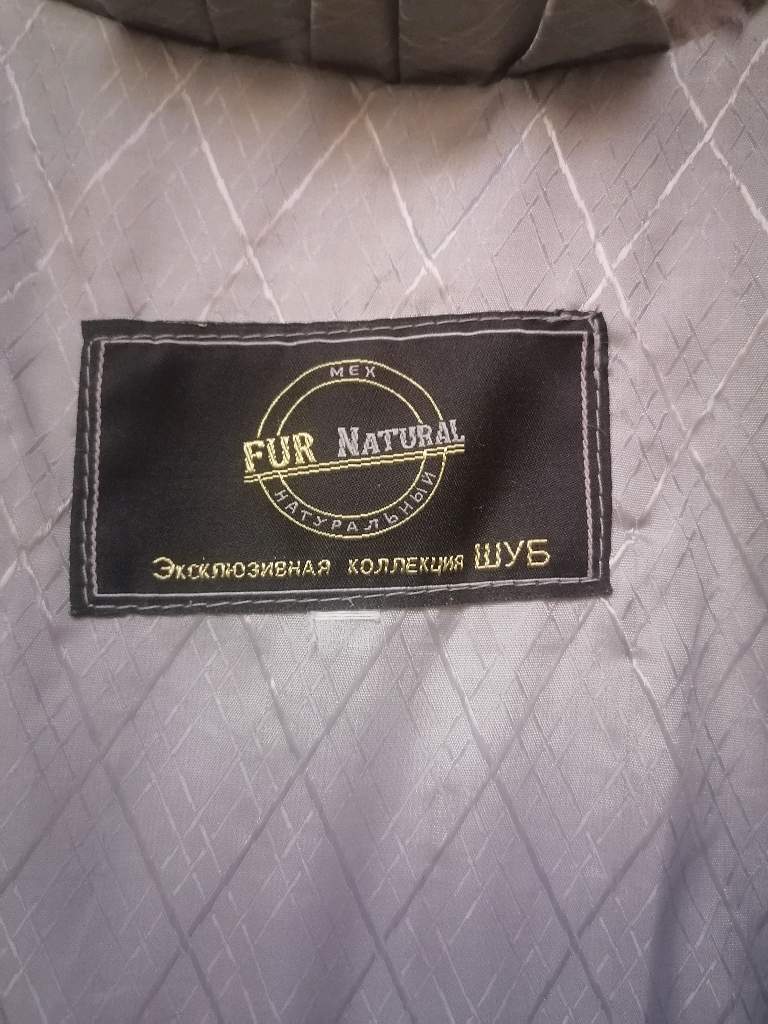 МЕХ
FUR NATURAL
НАТУРАЛЬНЫЙ
Эксклюзивная коллекция ШУБ